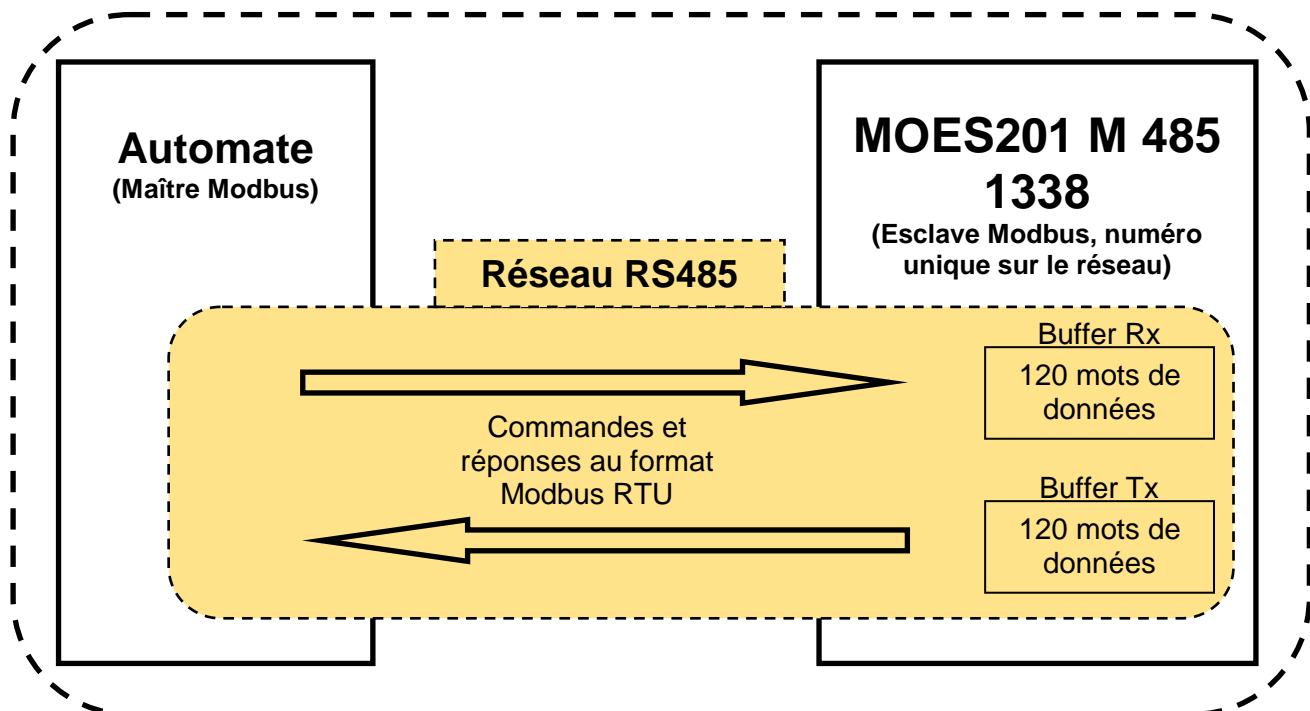 Automate
(Maître Modbus)
MOES201 M 485
1338
(Esclave Modbus, numéro
unique sur le réseau)
Réseau RS485
Buffer Rx
120 mots de
données
Commandes et
réponses au format
Modbus RTU
Buffer Tx
120 mots de
données